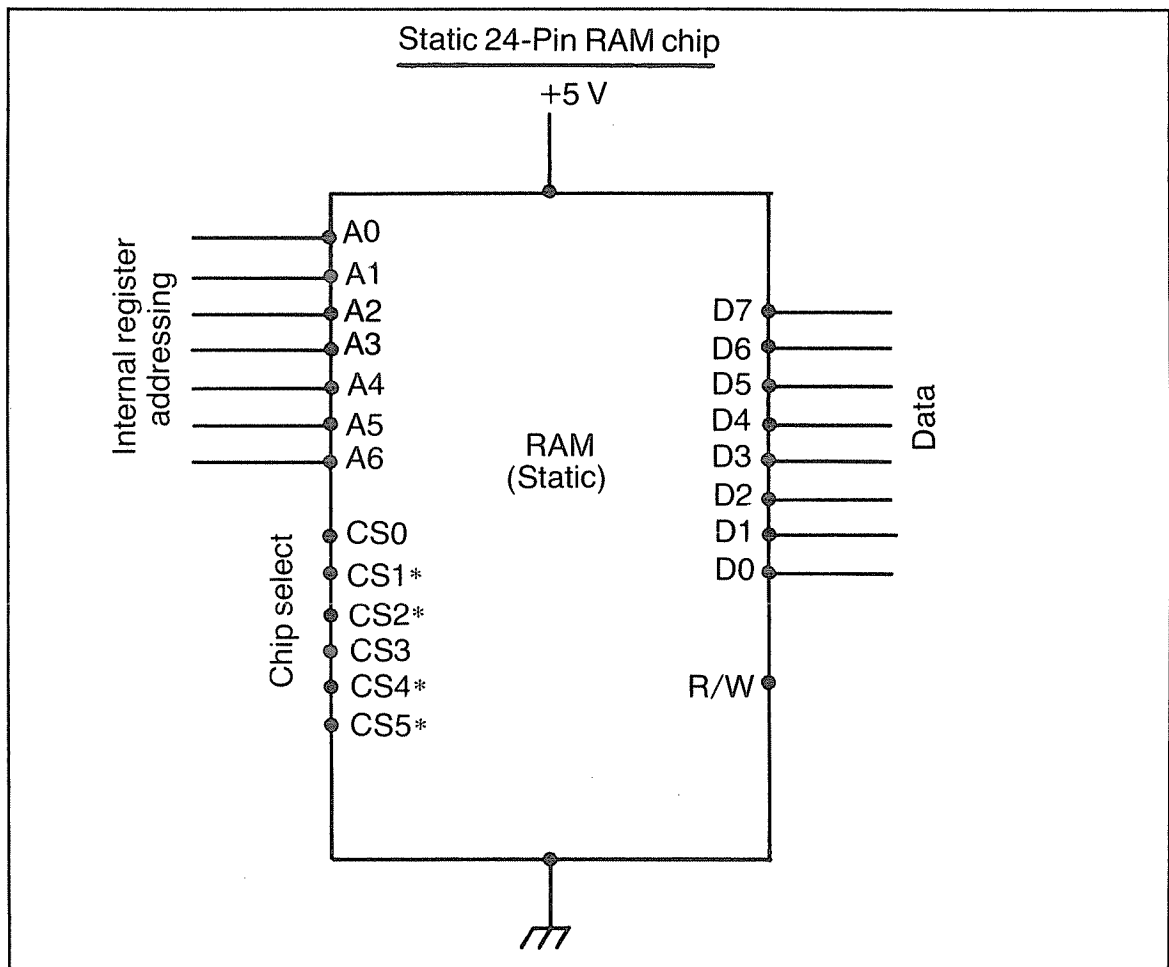 Static 24-Pin RAM chip
+5 V
Internal register
addressing
A0
A1
A2
A3
A4
A5
A6
Chip select
CS0
CS1*
CS2*
CS3
CS4*
CS5*
RAM
(Static)
D7
D6
D5
D4
D3
D2
D1
D0
Data
R/W